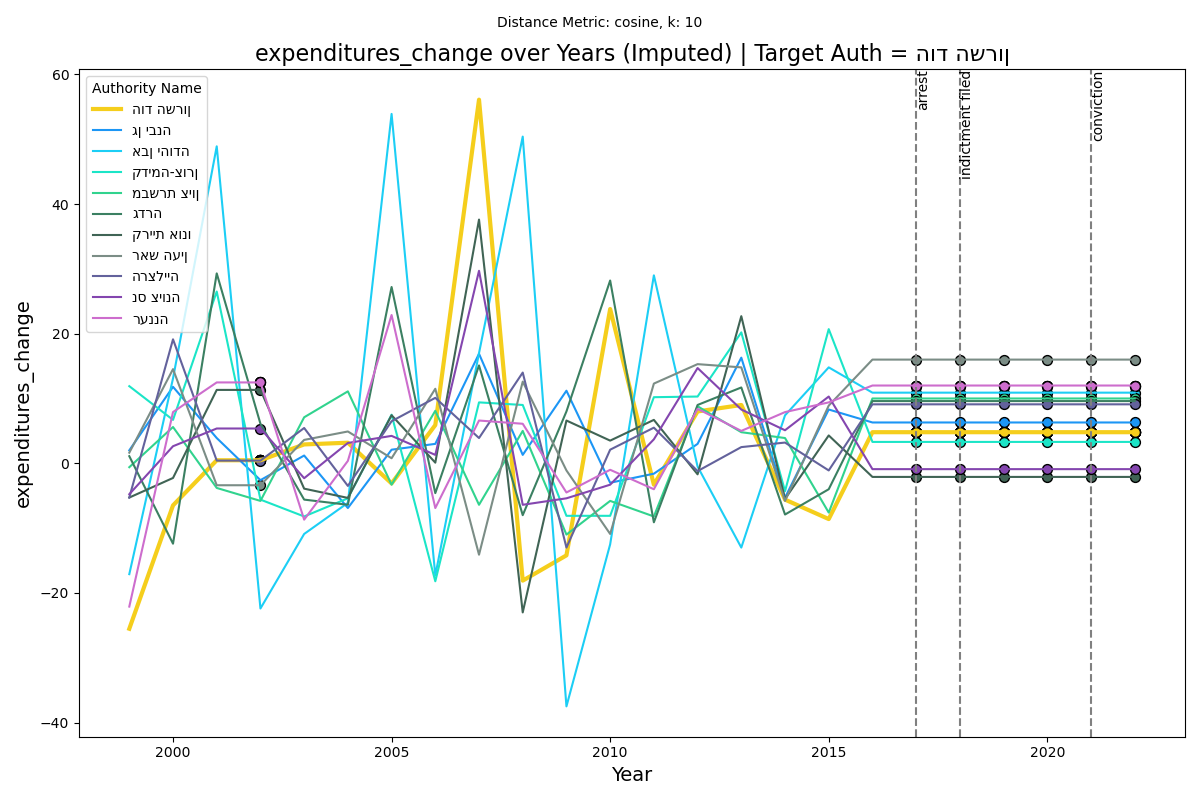 Distance Metric: cosine, k: 10
expenditures_change over Years (Imputed) | Target Auth = הוד השרון
Authority Name
הוד השרון
גן יבנה
אבן יהודה
קדימה-צורן
מבשרת ציון
גדרה
קריית אונו
ראש העין
הרצלייה
נס ציונה
רעננה
arrest
indictment filed
conviction
60
40
20
0
−20
−40
expenditures_change
2000
2005
2010
2015
2020
Year